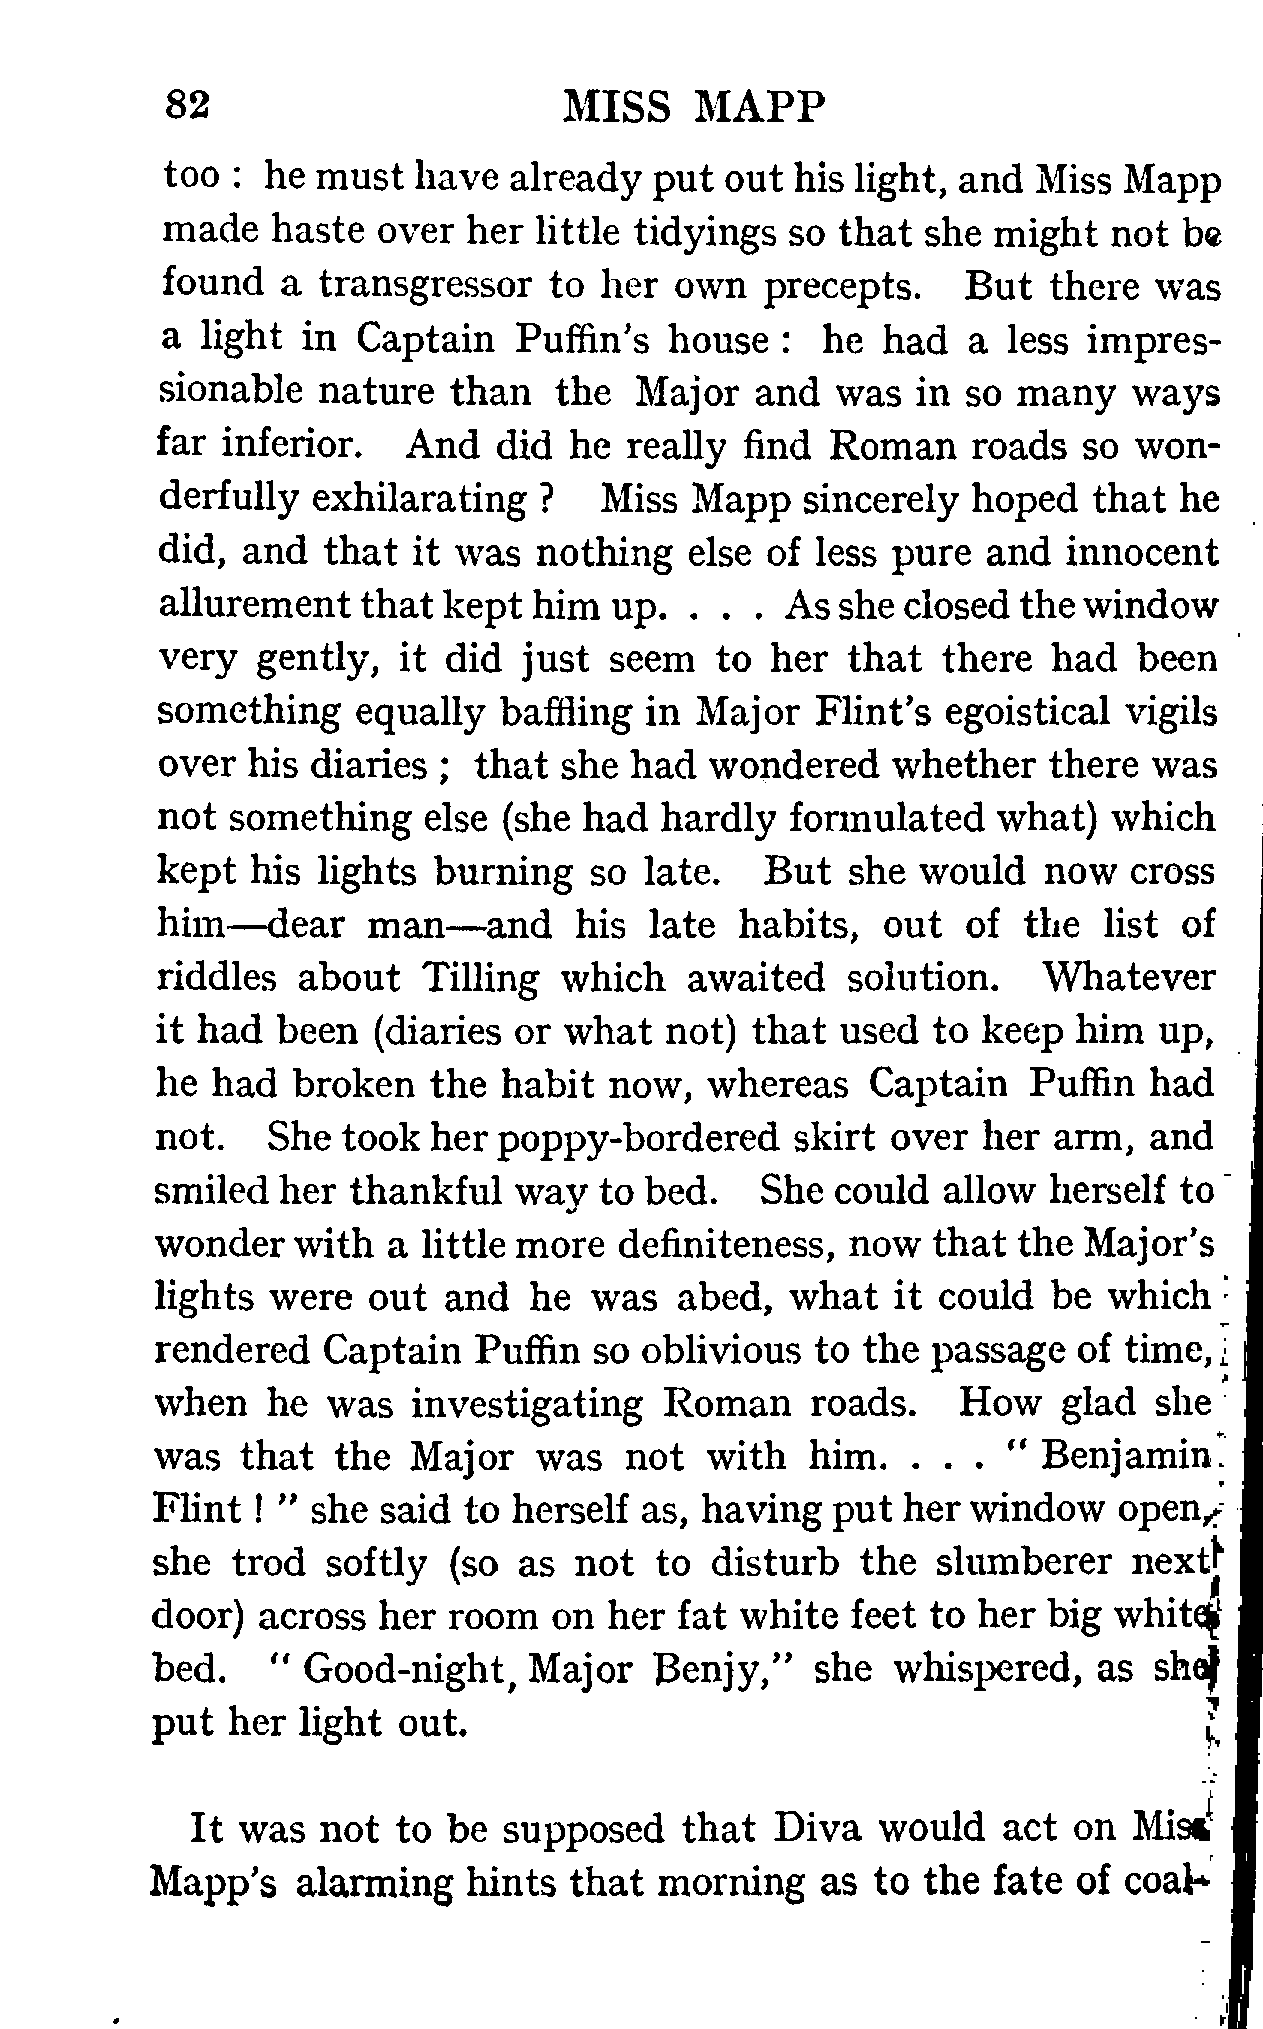 82 MISS MAPP
too : he must have already put out his light, and Miss Mapp
made haste over her little tidyings so that she might not be
found a transgressor to her own precepts. But there was
a light in Captain Puffin's house : he had a less impres-
sionable nature than the Major and was in so many ways
far inferior. And did he really find Roman roads so won-
derfully exhilarating ? Miss Mapp sincerely hoped that he
did, and that it was nothing else of less pure and innocent
allurement that kept him up. . . . As she closed the window
very gently, it did just seem to her that there had been
something equally baffling in Major Flint's egoistical vigils
over his diaries ; that she had wondered whether there was
not something else (she had hardly formulated what) which
kept his lights burning so late. But she would now cross
him—dear man—and his late habits, out of the list of
riddles about Tilling which awaited solution. Whatever
it had been (diaries or what not) that used to keep him up,
he had broken the habit now, whereas Captain Puffin had
not. She took her poppy-bordered skirt over her arm, and
smiled her thankful way to bed. She could allow herself to
wonder with a little more definiteness, now that the Major's
lights were out and he was abed, what it could be which
rendered Captain Puffin so oblivious to the passage of time,
when he was investigating Roman roads. How glad she
was that the Major was not with him. . . . " Benjamin
Flint ! " she said to herself as, having put her window open,
she trod softly (so as not to disturb the slumberer next
door) across her room on her fat white feet to her big white
bed. " Good-night, Major Benjy," she whispered, as she
put her light out.
It was not to be supposed that Diva would act on Miss
Mapp's alarming hints that morning as to the fate of coal-